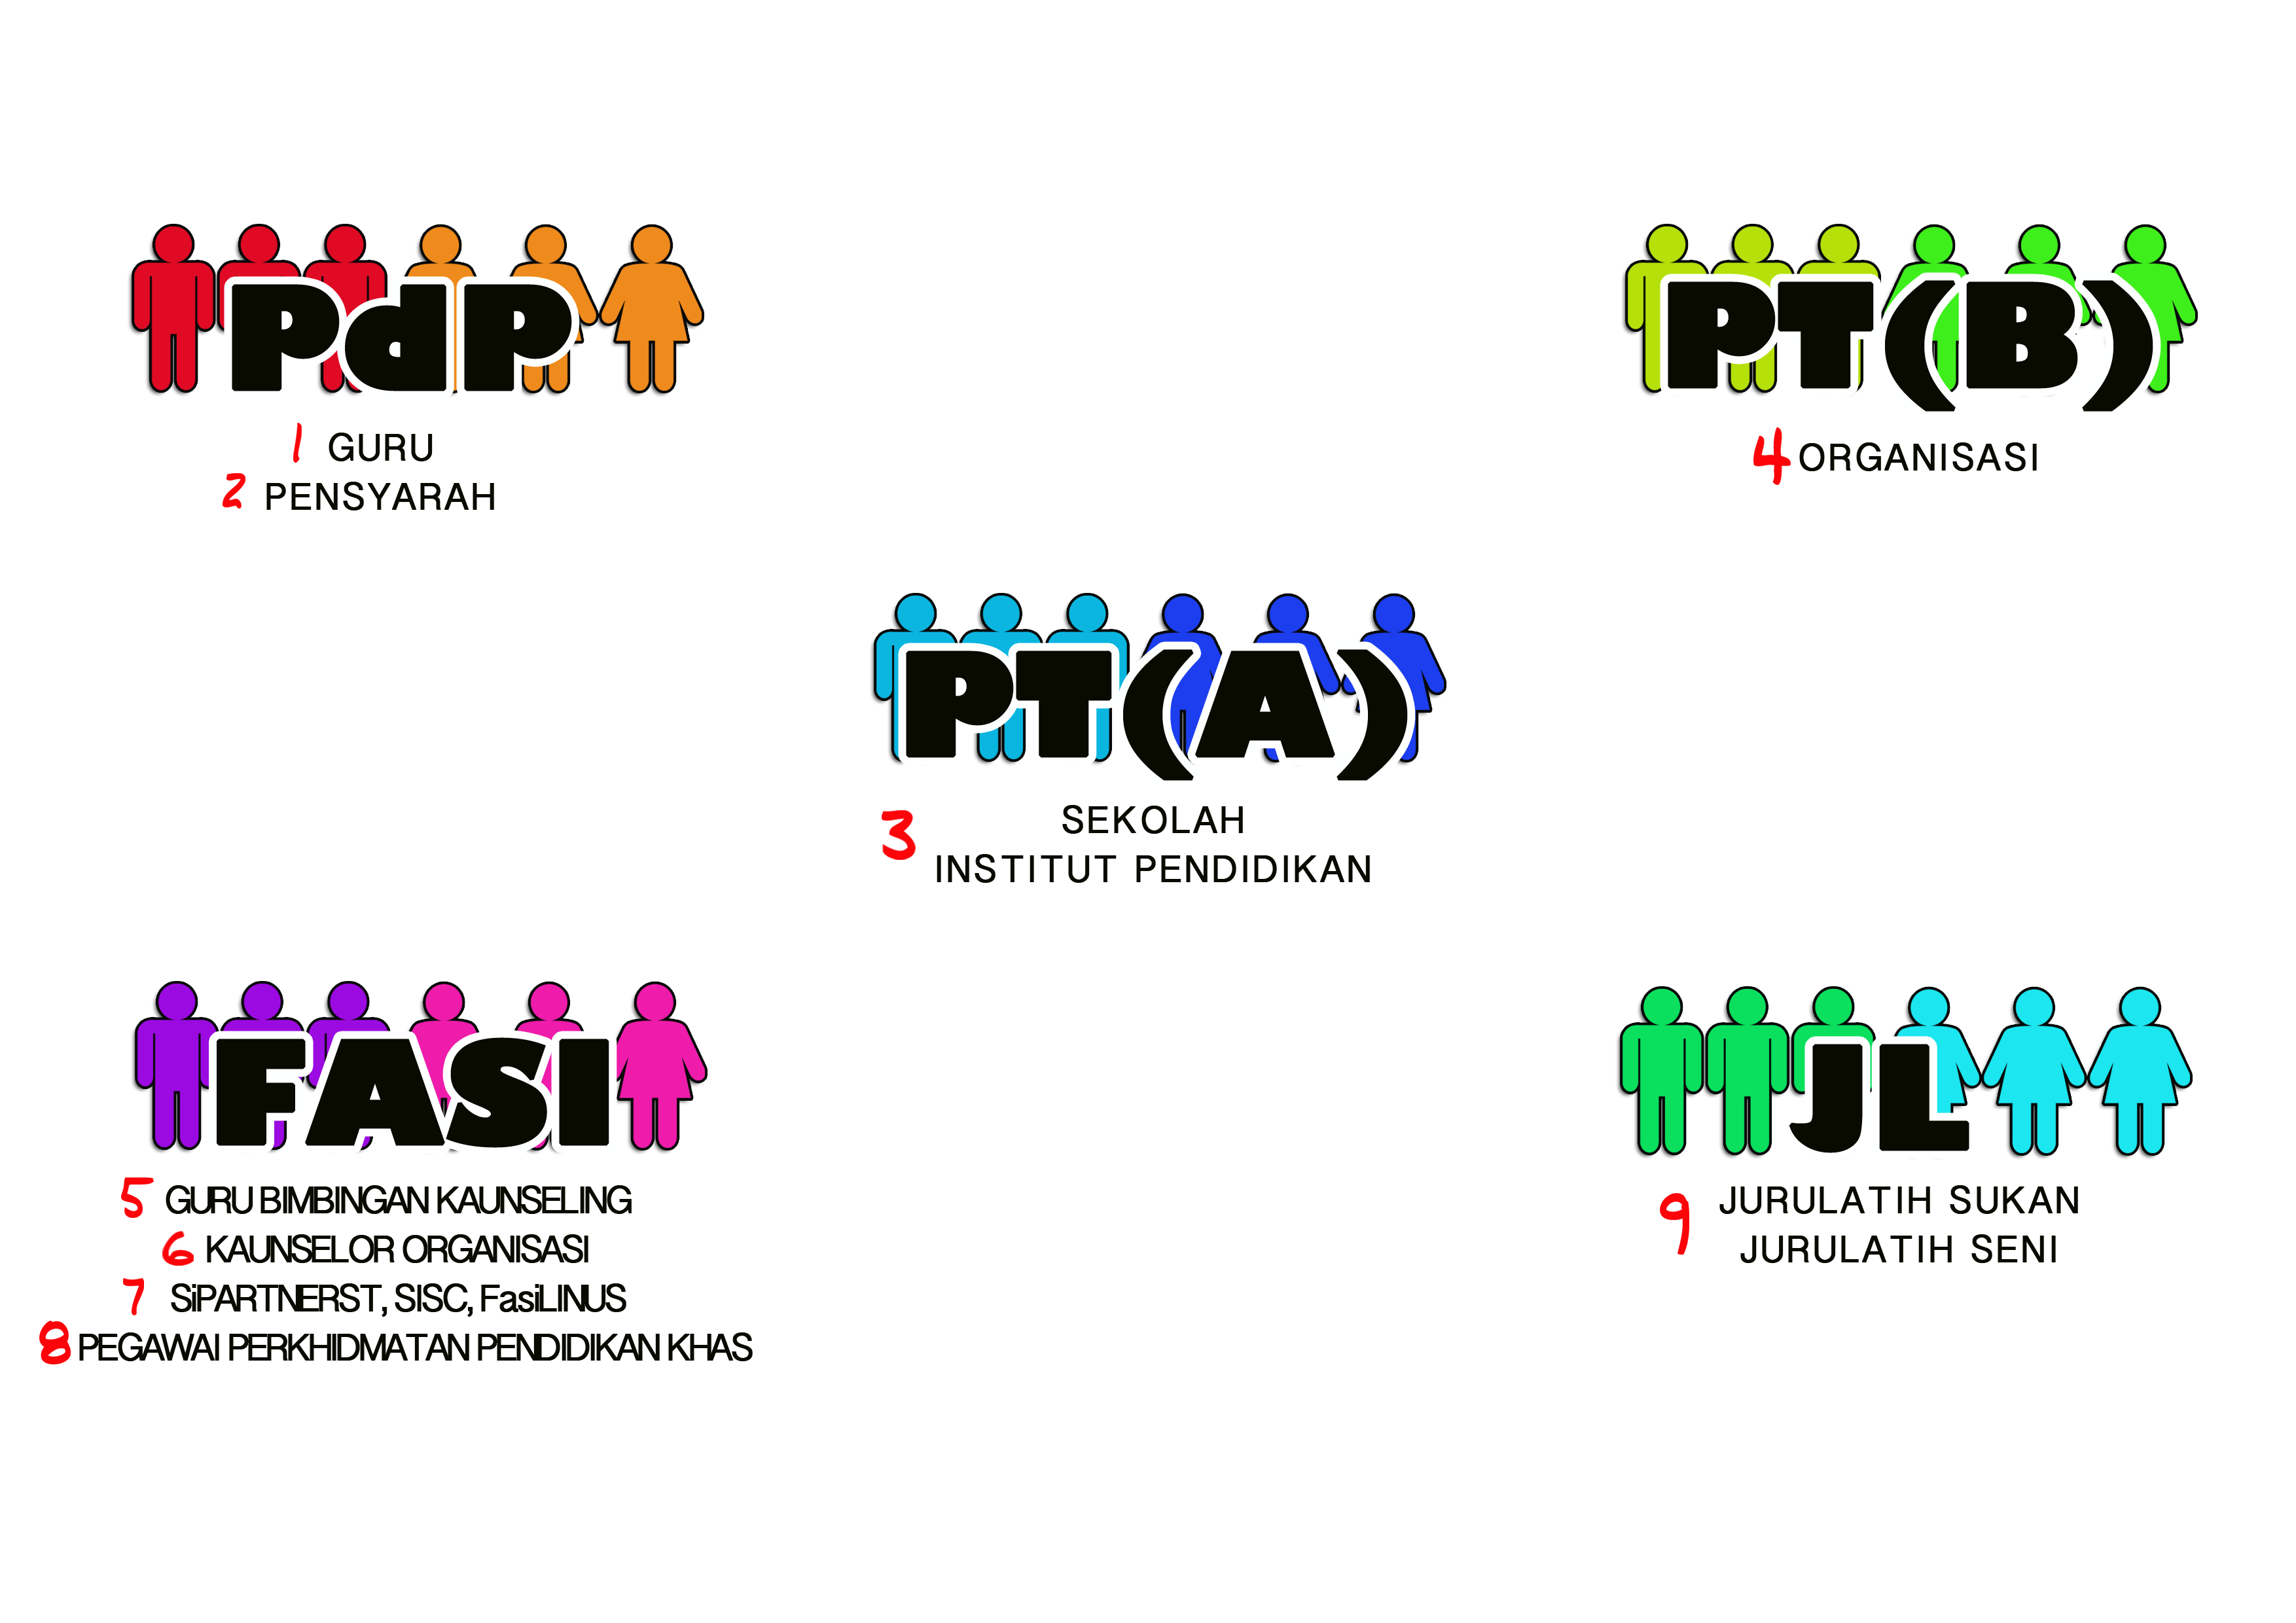 PdP
1 GURU
2 PENSYARAH
PT(B)
4 ORGANISASI
PT(A)
3 SEKOLAH
INSTITUT PENDIDIKAN
FASI
5 GURU BIMBINGAN KAUNSELING
6 KAUNSELOR ORGANISASI
7 SiPARTNERST, SISC, FasiLINUS
8 PEGAWAI PERKHIDMATAN PENDIDIKAN KHAS
JL
9 JURULATIH SUKAN
JURULATIH SENI